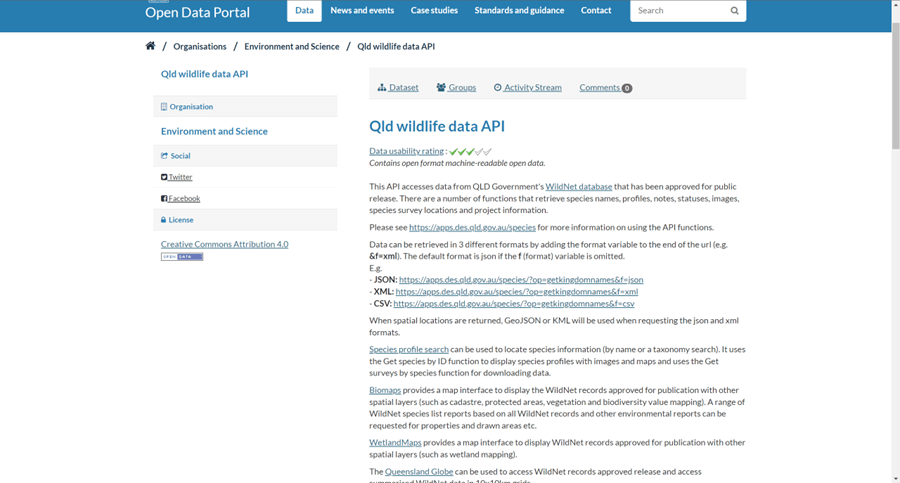 Open Data Portal
Data News and events Case studies Standards and guidance Contact Search
/ Organisations / Environment and Science / Qld wildlife data API
Qld wildlife data API
Organisation
Environment and Science
Social
Twitter
Facebook
License
Creative Commons Attribution 4.0
OPEN DATA
Dataset Groups Activity Stream Comments 0
Qld wildlife data API
Data usability rating :
Contains open format machine-readable open data.
This API accesses data from QLD Government's WildNet database that has been approved for public
release. There are a number of functions that retrieve species names, profiles, notes, statuses, images,
species survey locations and project information.
Please see https://apps.des.qld.gov.au/species for more information on using the API functions.
Data can be retrieved in 3 different formats by adding the format variable to the end of the url (e.g.
&f=xml). The default format is json if the f (format) variable is omitted.
E.g.
- JSON: https://apps.des.qld.gov.au/species/?op=getkingdomnames&f=json
- XML: https://apps.des.qld.gov.au/species/?op=getkingdomnames&f=xml
- CSV: https://apps.des.qld.gov.au/species/?op=getkingdomnames&f=csv
When spatial locations are returned, GeoJSON or KML will be used when requesting the json and xml
formats.
Species profile search can be used to locate species information (by name or a taxonomy search). It uses
the Get species by ID function to display species profiles with images and maps and uses the Get
surveys by species function for downloading data.
Biomaps provides a map interface to display the WildNet records approved for publication with other
spatial layers (such as cadastre, protected areas, vegetation and biodiversity value mapping). A range of
WildNet species list reports based on all WildNet records and other environmental reports can be
requested for properties and drawn areas etc.
WetlandMaps provides a map interface to display WildNet records approved for publication with other
spatial layers (such as wetland mapping).
The Queensland Globe can be used to access WildNet records approved release and access
summarised WildNet data in 10x10km grids.